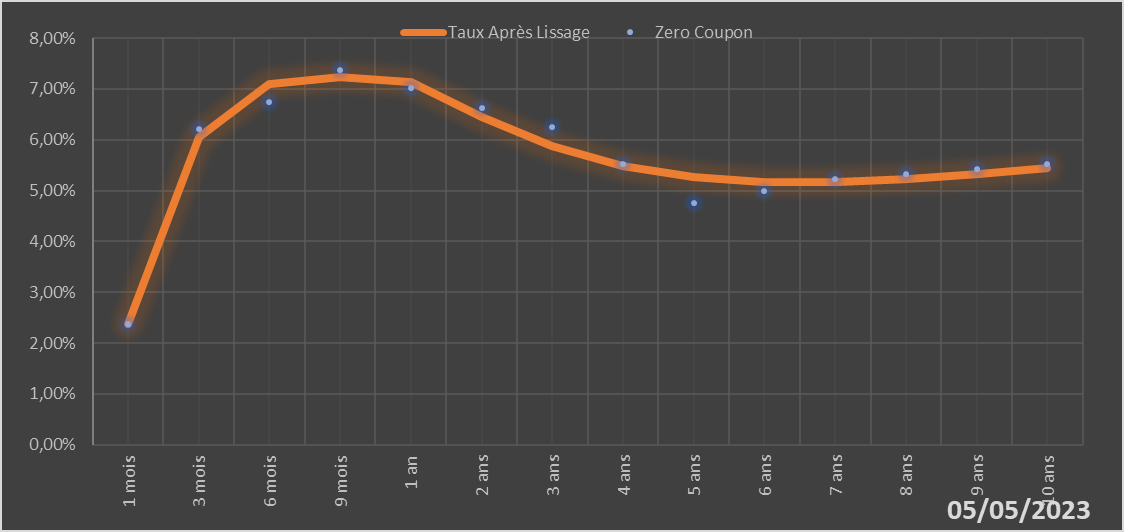 Taux Après Lissage Zero Coupon
8,00%
7,00%
6,00%
5,00%
4,00%
3,00%
2,00%
1,00%
0,00%
1 mois
3 mois
6 mois
9 mois
1 an
2 ans
3 ans
4 ans
5 ans
6 ans
7 ans
8 ans
9 ans
10 ans
05/05/2023